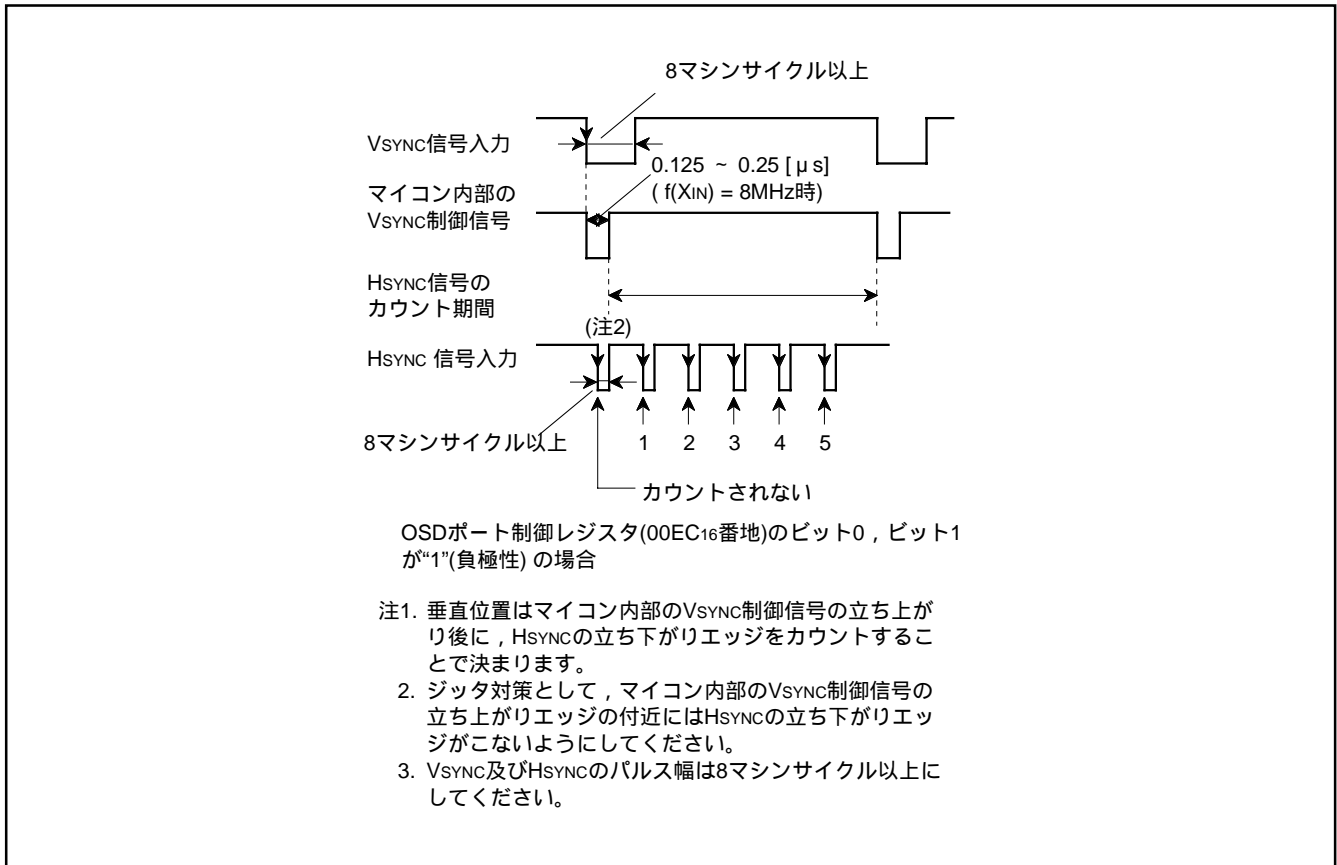 8マシンサイクル以上
VSYNC信号入力
0.125 ~ 0.25 [ μ s]
( f(XIN) = 8MHz時)
マイコン内部の
VSYNC制御信号
HSYNC信号の
カウント期間
(注2)
HSYNC 信号入力
8マシンサイクル以上
1 2 3 4 5
カウントされない
OSDポート制御レジスタ(00EC16番地)のビット0 , ビット1
が“1”(負極性) の場合
注1. 垂直位置はマイコン内部のVSYNC制御信号の立ち上が
り後に , HSYNCの立ち下がりエッジをカウントするこ
とで決まります。
2. ジッタ対策として , マイコン内部のVSYNC制御信号の
立ち上がりエッジの付近にはHSYNCの立ち下がりエッ
ジがこないようにしてください。
3. VSYNC及びHSYNCのパルス幅は8マシンサイクル以上に
してください。